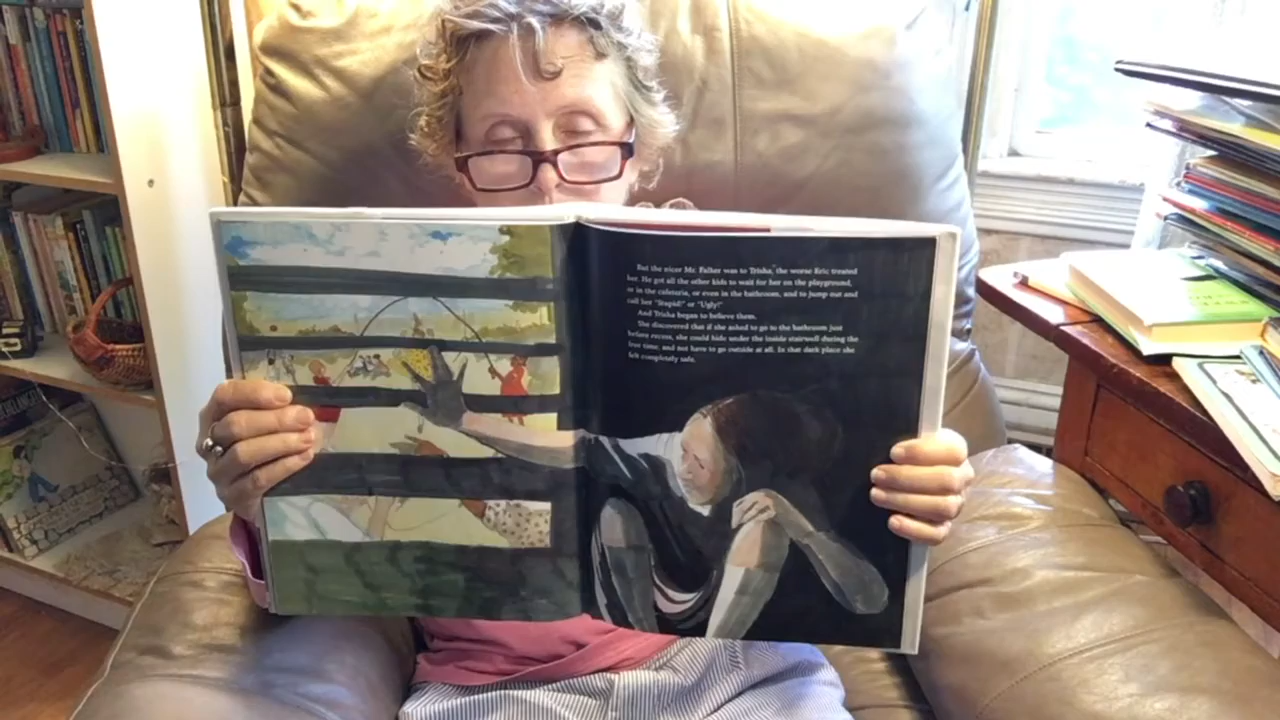 But the nicer Mr. Falker was to Trisha, the worse Eric treated
her. He got all the other kids to wait for her on the playground,
or in the cafeteria, or even in the bathroom, and to jump out and
call her "Stupid!" or "Ugly!"
And Trisha began to believe them.
She discovered that if she asked to go to the bathroom just
before recess, she could hide under the inside stairwell during the
free time, and not have to go outside at all. In that dark place she
felt completely safe.
MICHELANGELO